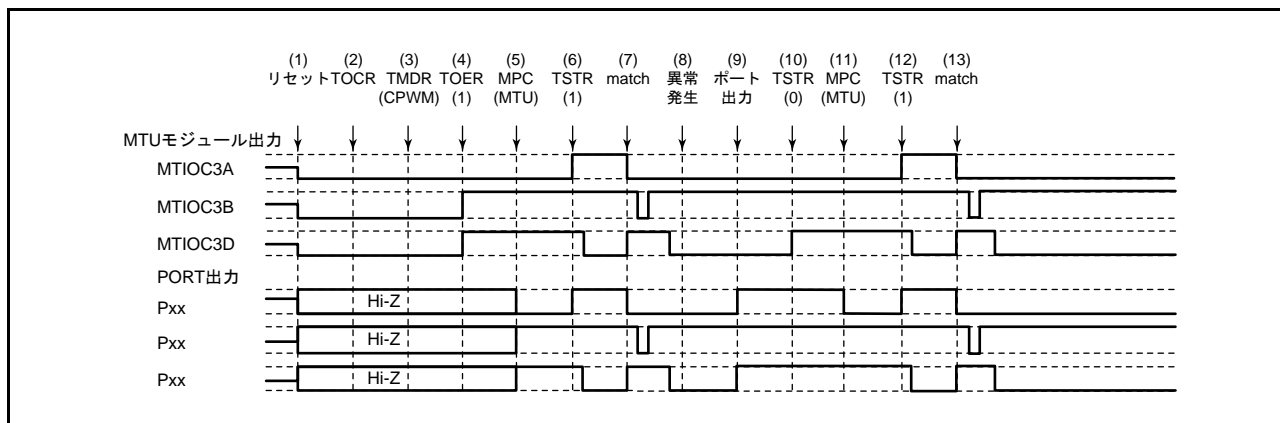 (1) (2) (3) (4) (5) (6) (7) (8) (9) (10) (11) (12) (13)
リセット TOCR TMDR TOER MPC TSTR match 異常 ポート TSTR MPC TSTR match
(CPWM) (1) (MTU) (1) 発生 出力 (0) (MTU) (1)
MTUモジュール出力
MTIOC3A
MTIOC3B
MTIOC3D
PORT出力
Pxx Hi-Z
Pxx Hi-Z
Pxx Hi-Z